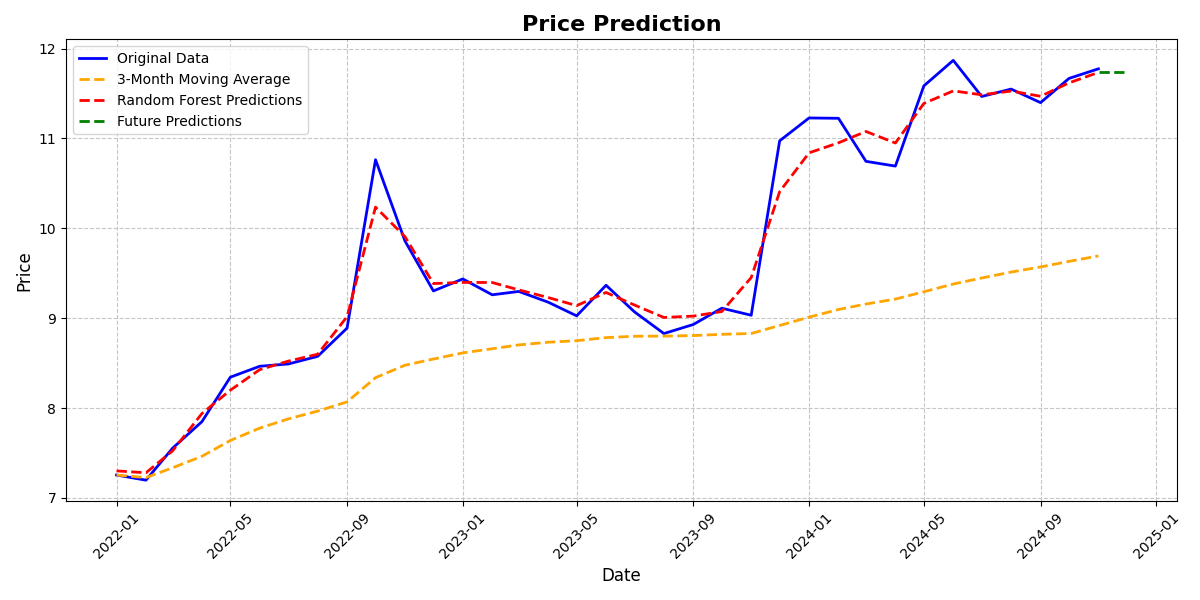 Price Prediction
Original Data
3-Month Moving Average
Random Forest Predictions
Future Predictions
12
11
10
9
8
7
Price
2022-01
2022-05
2022-09
2023-01
2023-05
2023-09
2024-01
2024-05
2024-09
2025-01
Date